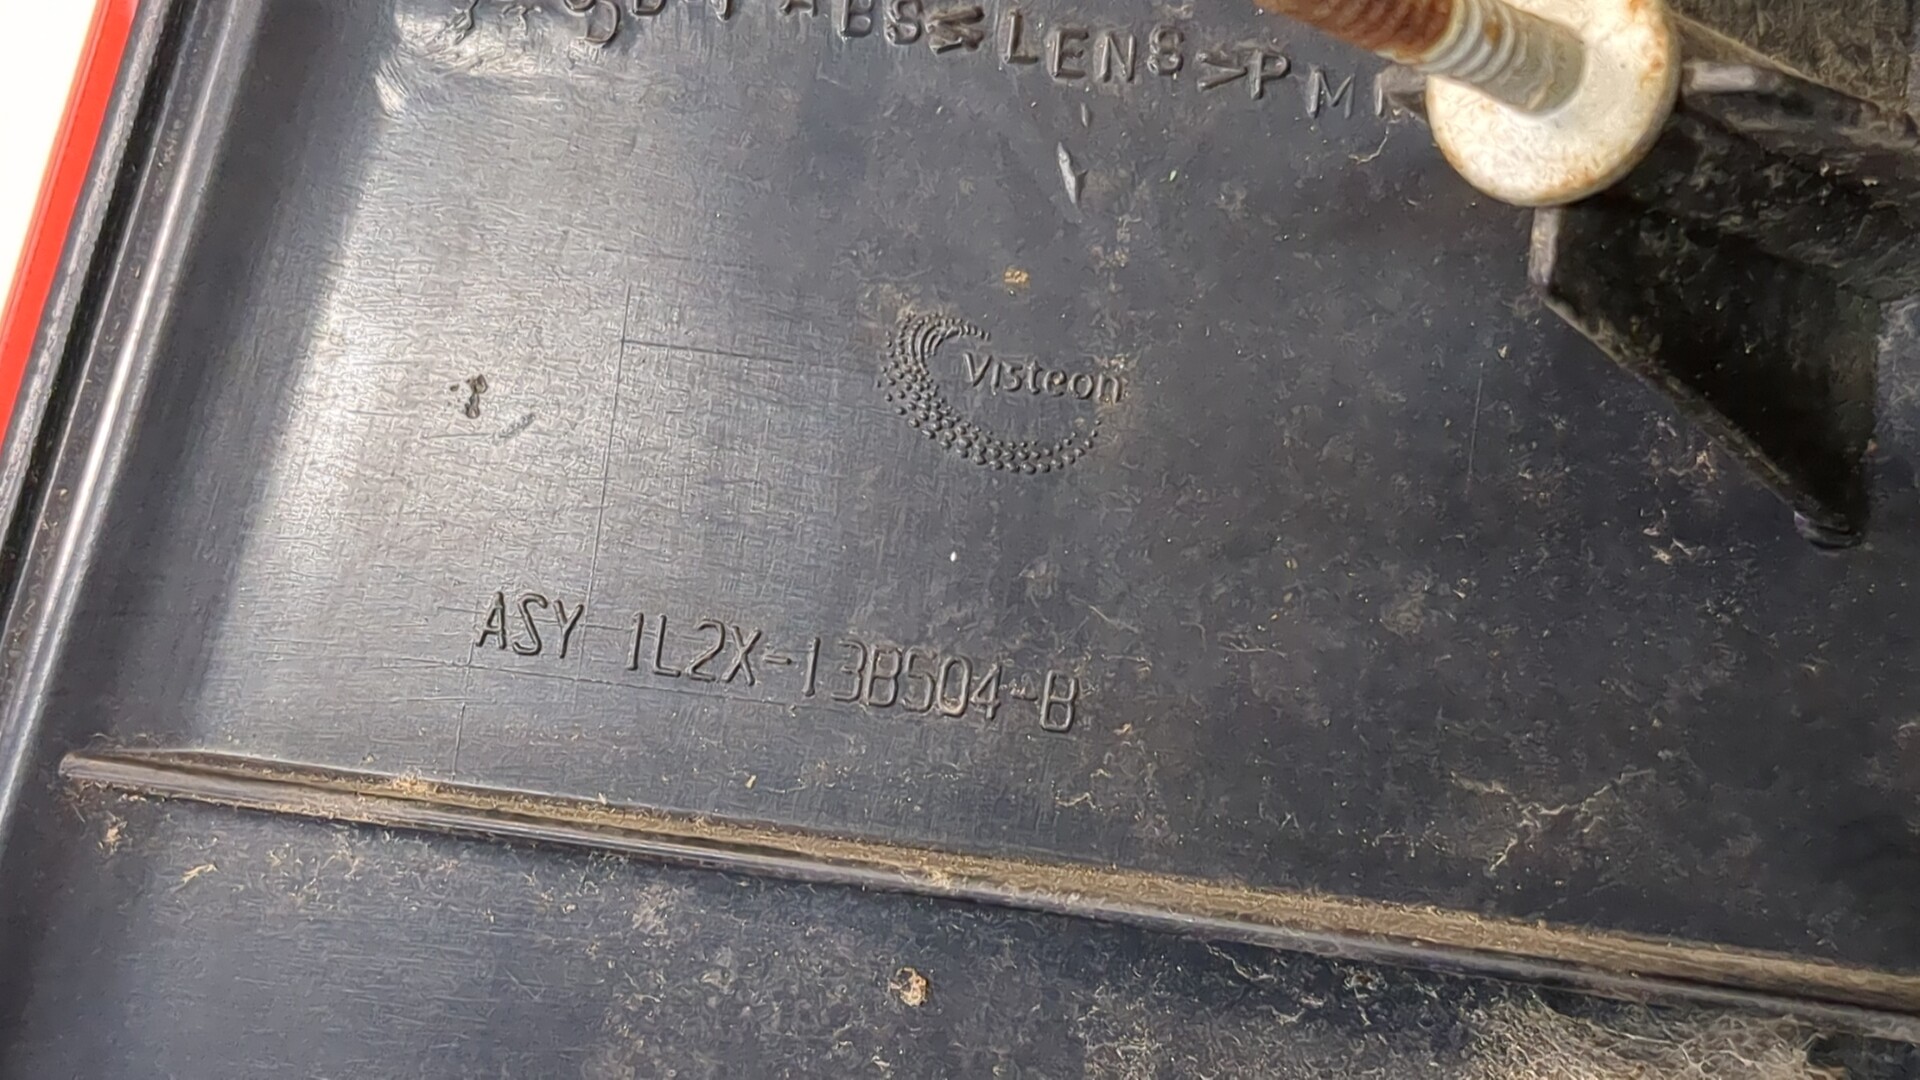 ABS< LENS >PM
Visteon
ASY 1L2X-13B504-B